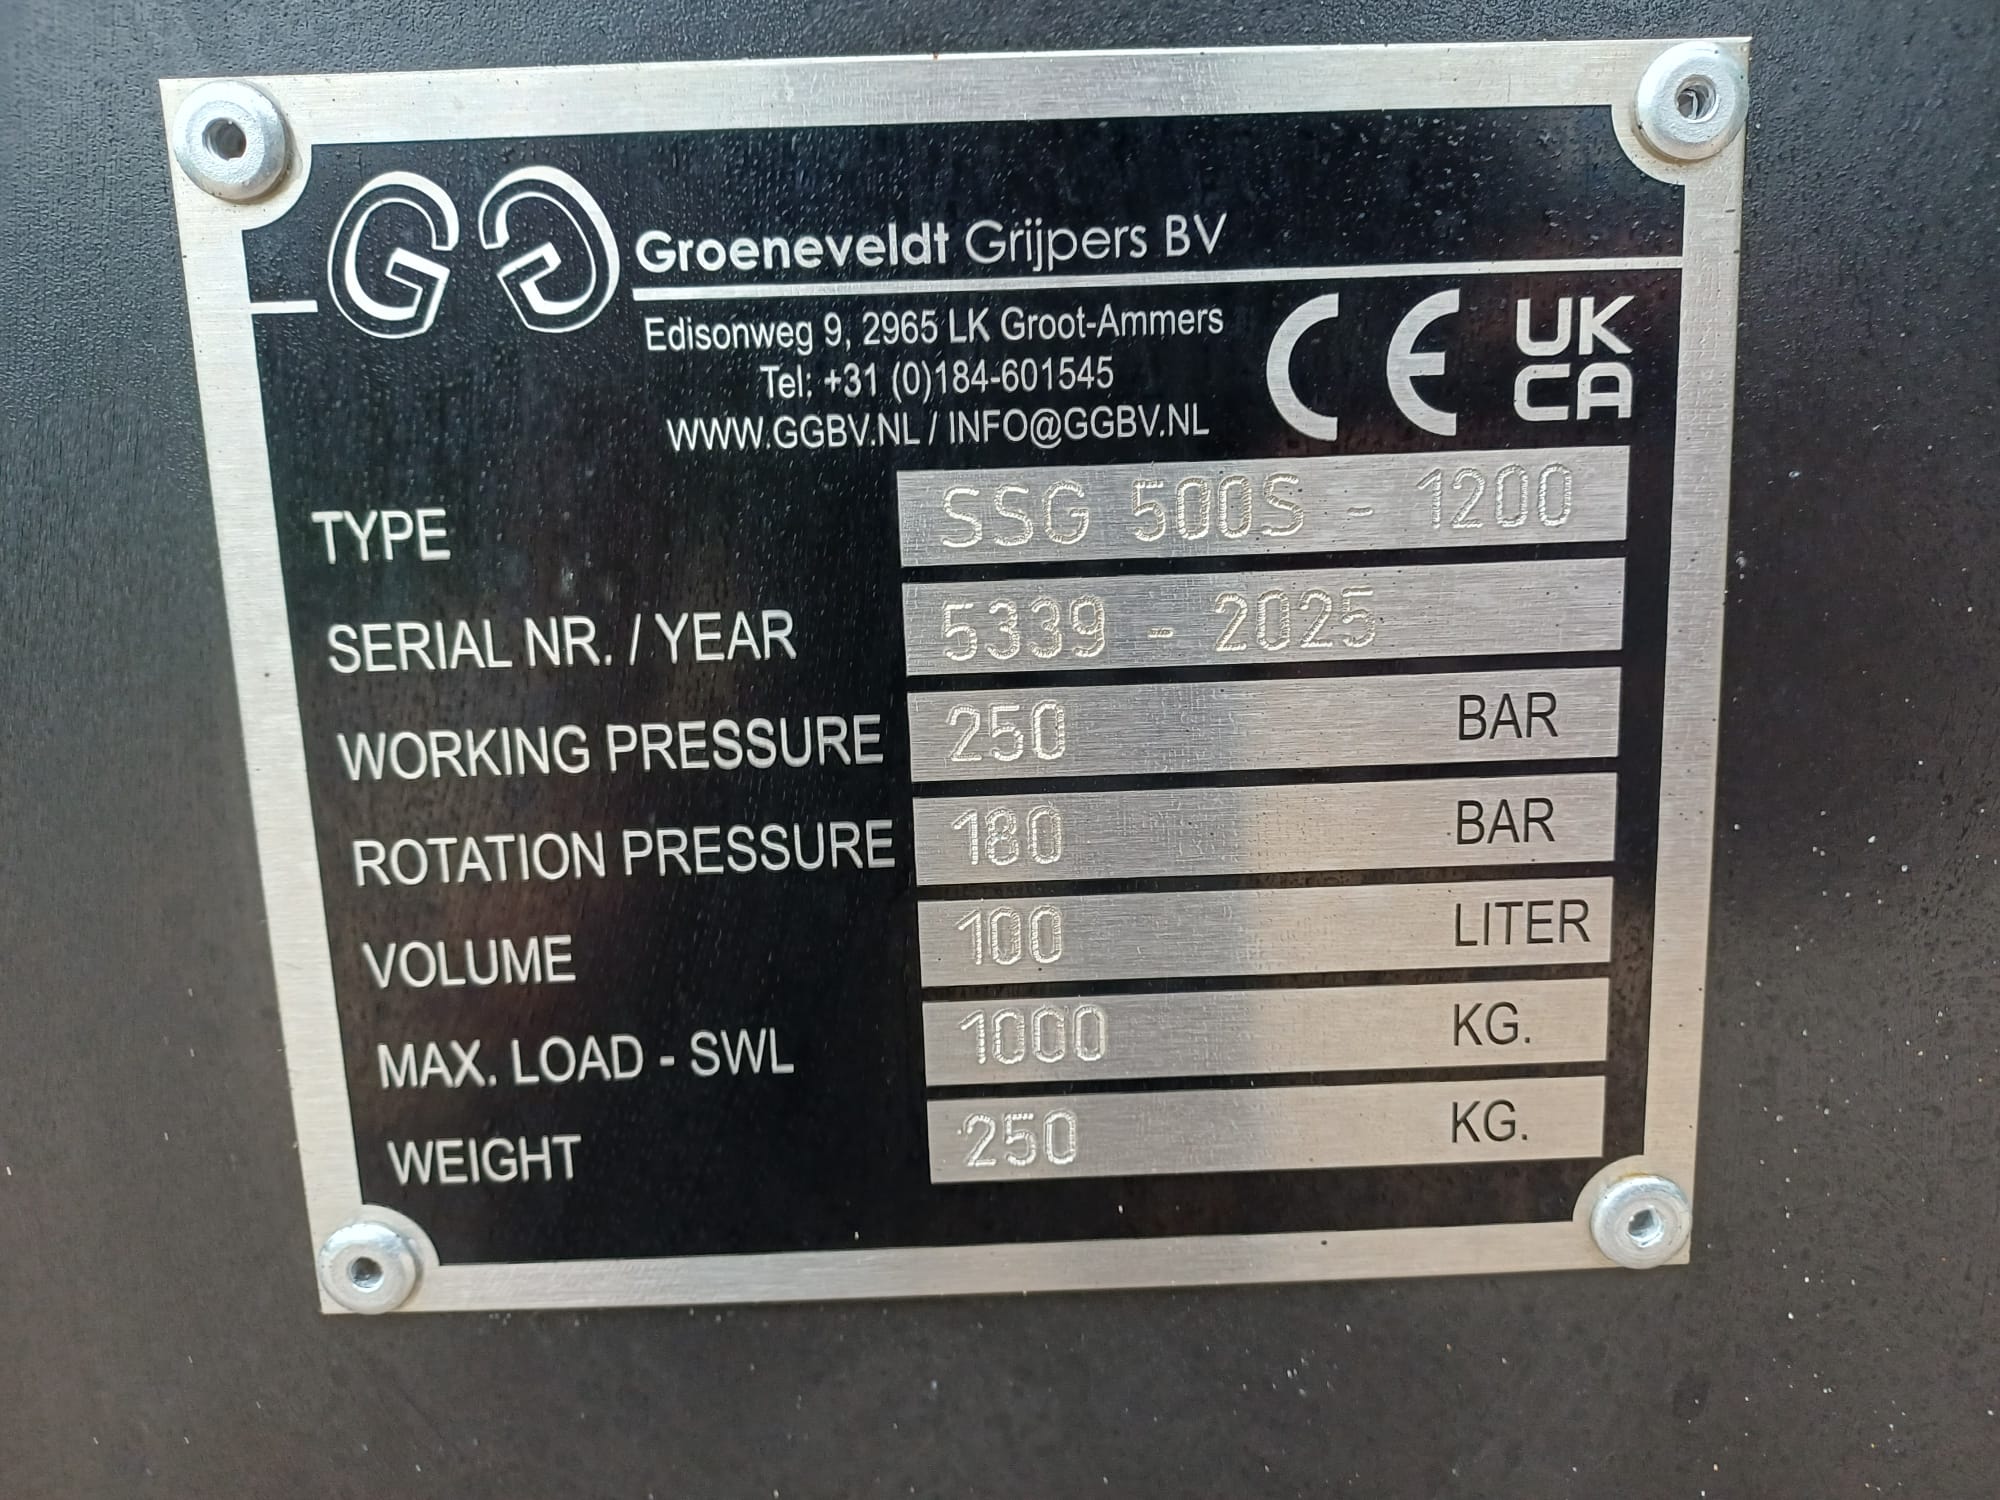 GG Groeneveldt Grijpers BV
Edisonweg 9, 2965 LK Groot-Ammers
Tel: +31 (0)184-601545
WWW.GGBV.NL / INFO@GGBV.NL
CE UK
CA
TYPE SSG 500S - 1200
SERIAL NR. / YEAR 5339 - 2025
WORKING PRESSURE 250 BAR
ROTATION PRESSURE 180 BAR
VOLUME 100 LITER
MAX. LOAD - SWL 1000 KG.
WEIGHT 250 KG.